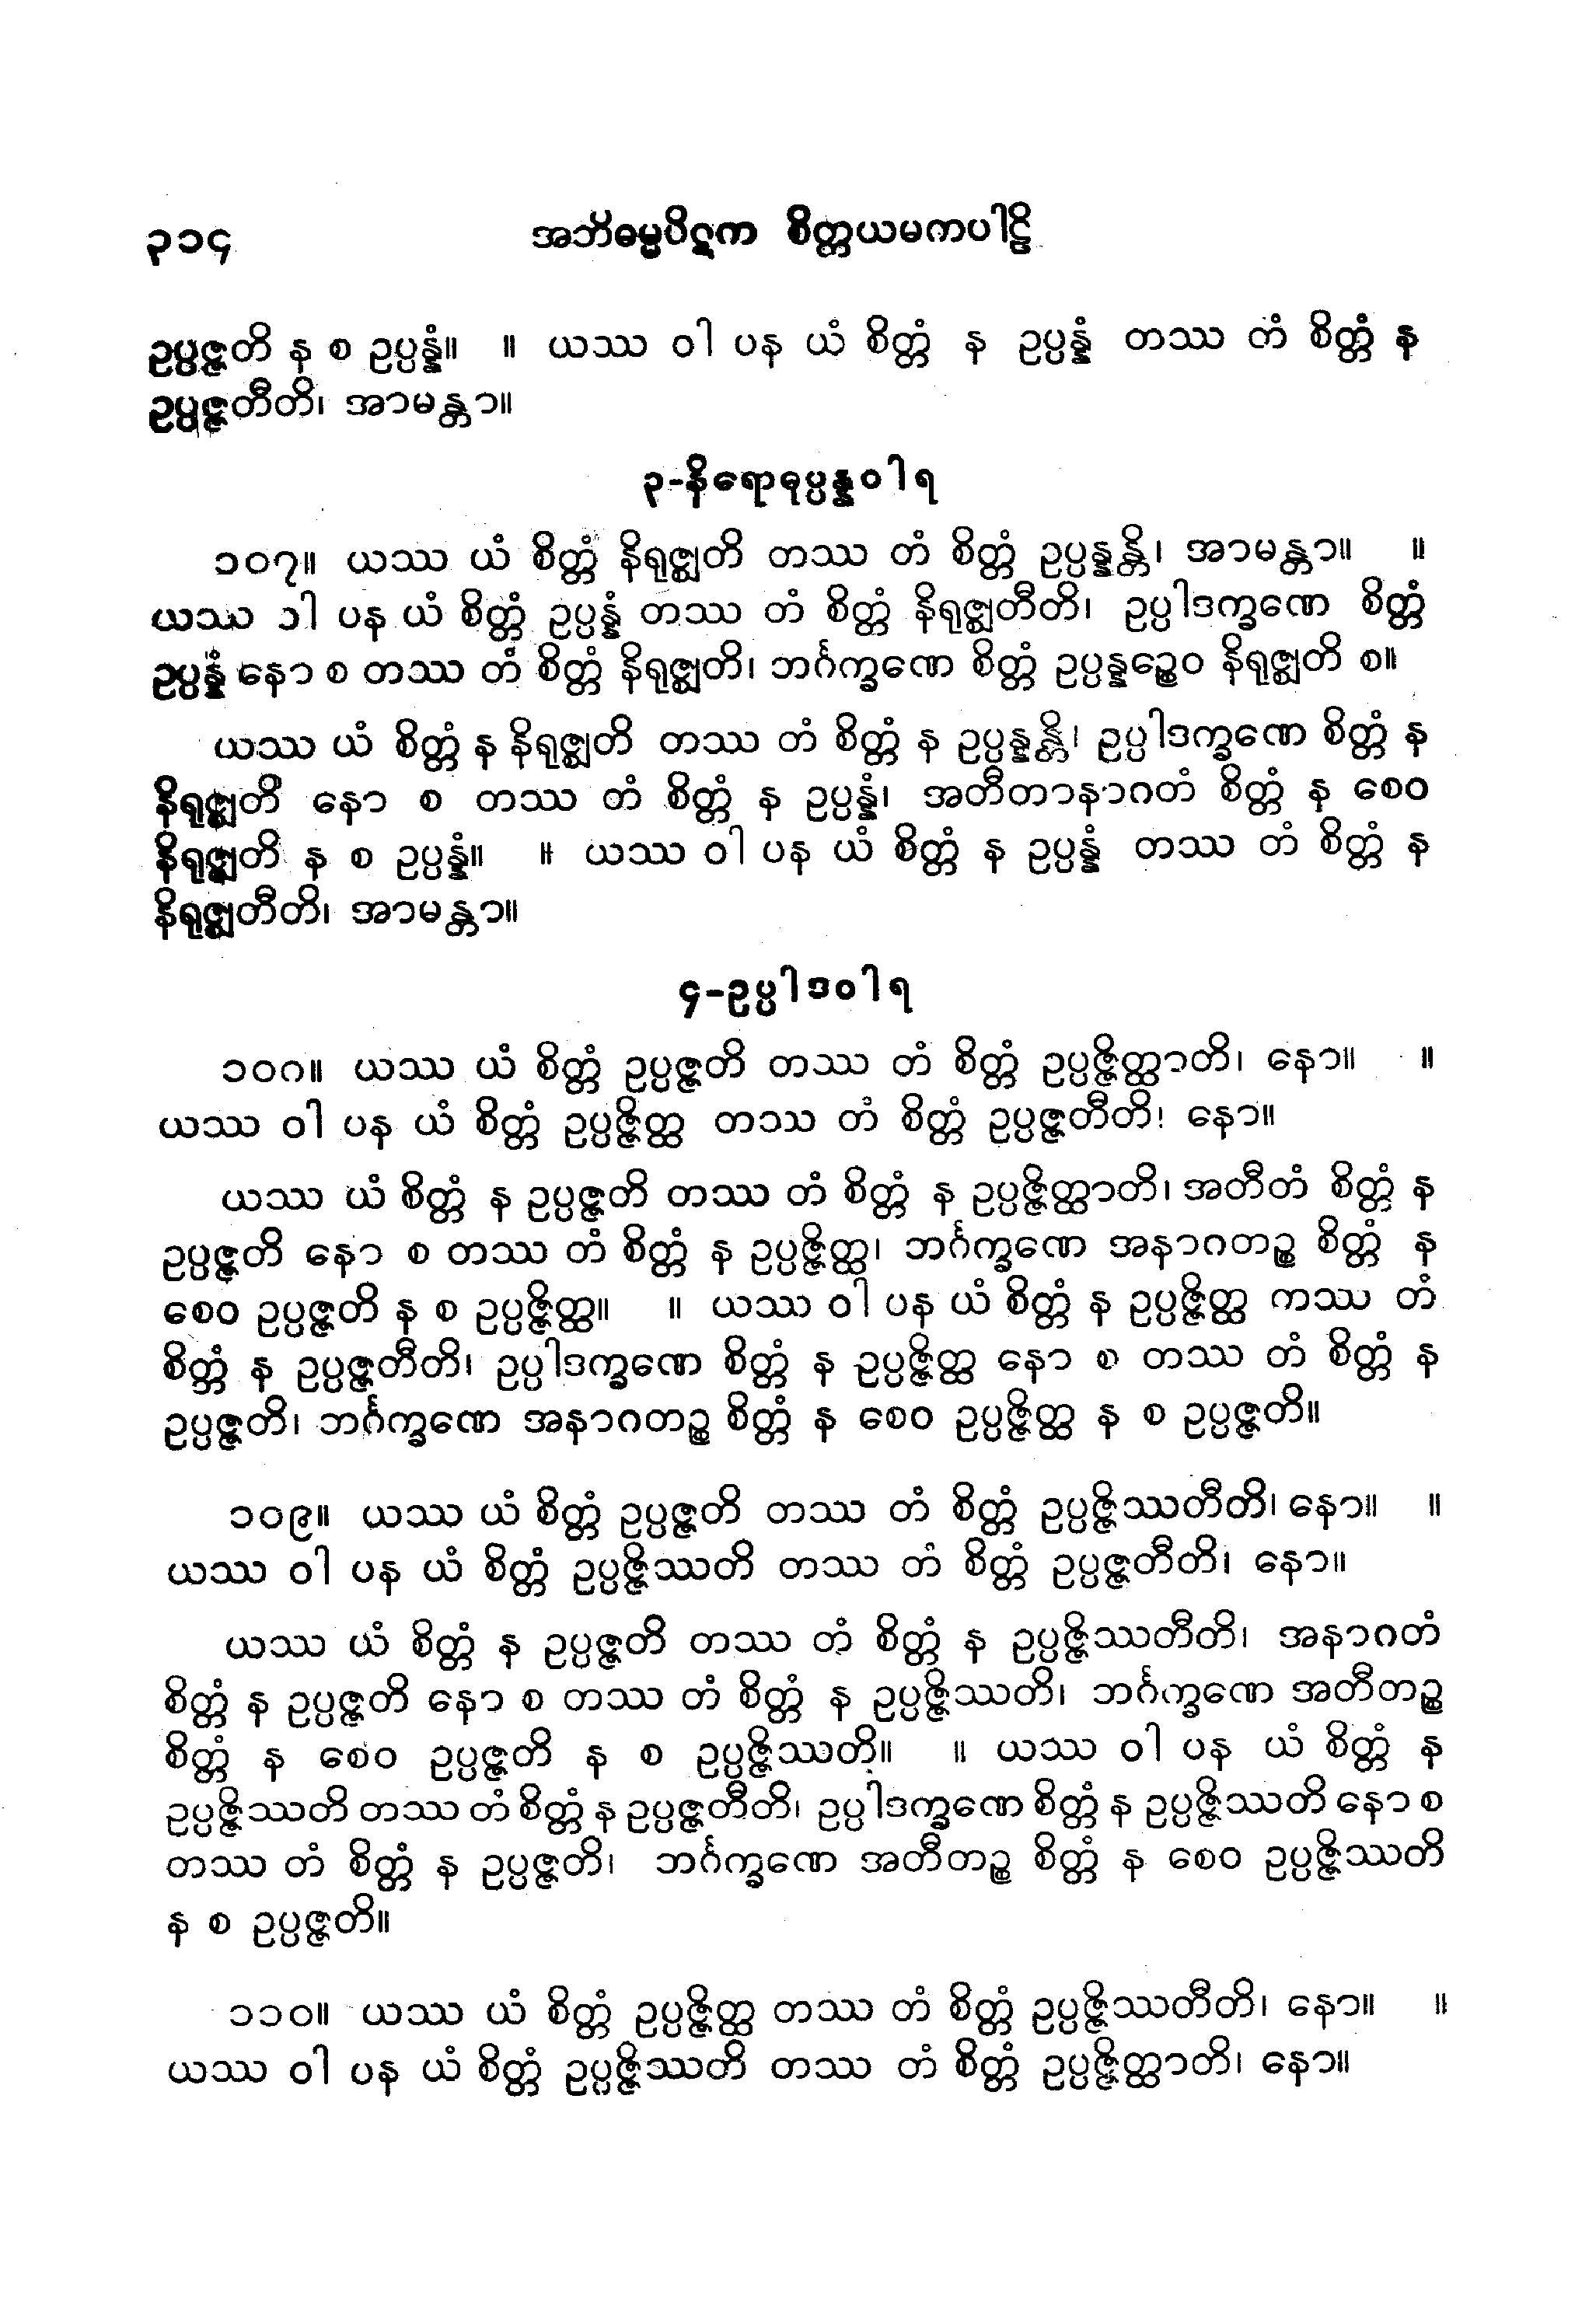 ၃၁၄ အဘိဓမ္မပိဋက စိတ္တယမကပါဠိ
ဥပ္ပဇ္ဇတိ န စ ဥပ္ပန္နံ။ ။ ယဿ ဝါ ပန ယံ စိတ္တံ န ဥပ္ပန္နံ တဿ တံ စိတ္တံ န
ဥပ္ပဇ္ဇတီတိ၊ အာမန္တာ။
၃-နိရောဓုပ္ပန္နဝါရ
၁၀၇။ ယဿ ယံ စိတ္တံ နိရုဇ္ဈတိ တဿ တံ စိတ္တံ ဥပ္ပန္နန္တိ၊ အာမန္တာ။ ။
ယဿ ဝါ ပန ယံ စိတ္တံ ဥပ္ပန္နံ တဿ တံ စိတ္တံ နိရုဇ္ဈတီတိ၊ ဥပ္ပါဒက္ခဏေ စိတ္တံ
ဥပ္ပန္နံ နော စ တဿ တံ စိတ္တံ နိရုဇ္ဈတိ၊ ဘင်္ဂက္ခဏေ စိတ္တံ ဥပ္ပန္နဉ္စေဝ နိရုဇ္ဈတိ စ။
ယဿ ယံ စိတ္တံ န နိရုဇ္ဈတိ တဿ တံ စိတ္တံ န ဥပ္ပန္နန္တိ၊ ဥပ္ပါဒက္ခဏေ စိတ္တံ န
နိရုဇ္ဈတိ နော စ တဿ တံ စိတ္တံ န ဥပ္ပန္နံ၊ အတီတာနာဂတံ စိတ္တံ န စေဝ
နိရုဇ္ဈတိ န စ ဥပ္ပန္နံ။ ။ ယဿ ဝါ ပန ယံ စိတ္တံ န ဥပ္ပန္နံ တဿ တံ စိတ္တံ န
နိရုဇ္ဈတီတိ၊ အာမန္တာ။
၄-ဥပ္ပါဒဝါရ
၁၀၈။ ယဿ ယံ စိတ္တံ ဥပ္ပဇ္ဇတိ တဿ တံ စိတ္တံ ဥပ္ပဇ္ဇိတ္ထာတိ၊ နော။ ။
ယဿ ဝါ ပန ယံ စိတ္တံ ဥပ္ပဇ္ဇိတ္ထ တဿ တံ စိတ္တံ ဥပ္ပဇ္ဇတီတိ၊ နော။
ယဿ ယံ စိတ္တံ န ဥပ္ပဇ္ဇတိ တဿ တံ စိတ္တံ န ဥပ္ပဇ္ဇိတ္ထာတိ၊ အတီတံ စိတ္တံ န
ဥပ္ပဇ္ဇတိ နော စ တဿ တံ စိတ္တံ န ဥပ္ပဇ္ဇိတ္ထ၊ ဘင်္ဂက္ခဏေ အနာဂတဉ္စ စိတ္တံ န
စေဝ ဥပ္ပဇ္ဇတိ န စ ဥပ္ပဇ္ဇိတ္ထ။ ။ ယဿ ဝါ ပန ယံ စိတ္တံ န ဥပ္ပဇ္ဇိတ္ထ ကဿ တံ
စိတ္တံ န ဥပ္ပဇ္ဇတီတိ၊ ဥပ္ပါဒက္ခဏေ စိတ္တံ န ဥပ္ပဇ္ဇိတ္ထ နော စ တဿ တံ စိတ္တံ န
ဥပ္ပဇ္ဇတိ၊ ဘင်္ဂက္ခဏေ အနာဂတဉ္စ စိတ္တံ န စေဝ ဥပ္ပဇ္ဇိတ္ထ န စ ဥပ္ပဇ္ဇတိ။
၁၀၉။ ယဿ ယံ စိတ္တံ ဥပ္ပဇ္ဇတိ တဿ တံ စိတ္တံ ဥပ္ပဇ္ဇိဿတီတိ၊ နော။ ။
ယဿ ဝါ ပန ယံ စိတ္တံ ဥပ္ပဇ္ဇိဿတိ တဿ တံ စိတ္တံ ဥပ္ပဇ္ဇတီတိ၊ နော။
ယဿ ယံ စိတ္တံ န ဥပ္ပဇ္ဇတိ တဿ တံ စိတ္တံ န ဥပ္ပဇ္ဇိဿတီတိ၊ အနာဂတံ
စိတ္တံ န ဥပ္ပဇ္ဇတိ နော စ တဿ တံ စိတ္တံ န ဥပ္ပဇ္ဇိဿတိ၊ ဘင်္ဂက္ခဏေ အတီတဉ္စ
စိတ္တံ န စေဝ ဥပ္ပဇ္ဇတိ န စ ဥပ္ပဇ္ဇိဿတိ။ ။ ယဿ ဝါ ပန ယံ စိတ္တံ န
ဥပ္ပဇ္ဇိဿတိ တဿ တံ စိတ္တံ န ဥပ္ပဇ္ဇတီတိ၊ ဥပ္ပါဒက္ခဏေ စိတ္တံ န ဥပ္ပဇ္ဇိဿတိ နော စ
တဿ တံ စိတ္တံ န ဥပ္ပဇ္ဇတိ၊ ဘင်္ဂက္ခဏေ အတီတဉ္စ စိတ္တံ န စေဝ ဥပ္ပဇ္ဇိဿတိ
န စ ဥပ္ပဇ္ဇတိ။
၁၁၀။ ယဿ ယံ စိတ္တံ ဥပ္ပဇ္ဇိတ္ထ တဿ တံ စိတ္တံ ဥပ္ပဇ္ဇိဿတီတိ၊ နော။ ။
ယဿ ဝါ ပန ယံ စိတ္တံ ဥပ္ပဇ္ဇိဿတိ တဿ တံ စိတ္တံ ဥပ္ပဇ္ဇိတ္ထာတိ၊ နော။